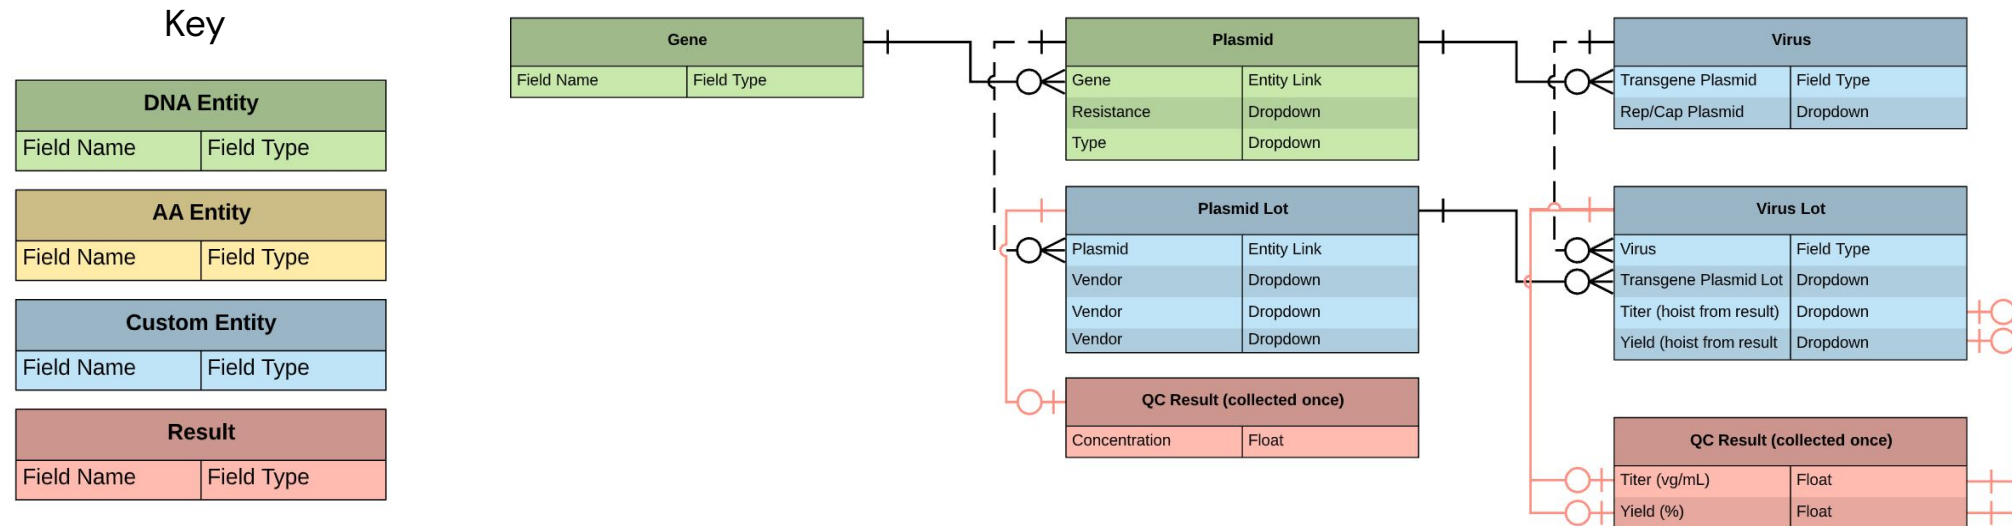 Key
DNA Entity
Field Name Field Type
AA Entity
Field Name Field Type
Custom Entity
Field Name Field Type
Result
Field Name Field Type
Gene
Field Name Field Type
Plasmid
Gene Entity Link
Resistance Dropdown
Type Dropdown
Plasmid Lot
Plasmid Entity Link
Vendor Dropdown
Vendor Dropdown
Vendor Dropdown
QC Result (collected once)
Concentration Float
Virus
Transgene Plasmid Field Type
Rep/Cap Plasmid Dropdown
Virus Lot
Virus Field Type
Transgene Plasmid Lot Dropdown
Titer (hoist from result) Dropdown
Yield (hoist from result Dropdown
QC Result (collected once)
Titer (vg/mL) Float
Yield (%) Float